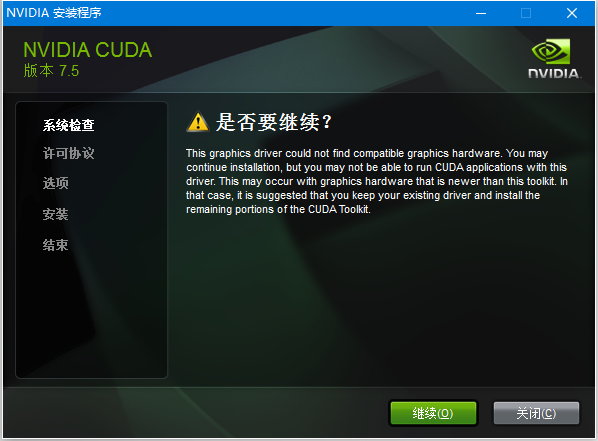 NVIDIA 安装程序
NVIDIA CUDA
版本 7.5
NVIDIA.
系统检查
许可协议
选项
安装
结束
是否要继续？
This graphics driver could not find compatible graphics hardware. You may
continue installation, but you may not be able to run CUDA applications with this
driver. This may occur with graphics hardware that is newer than this toolkit. In
that case, it is suggested that you keep your existing driver and install the
remaining portions of the CUDA Toolkit.
继续(O)
关闭(C)